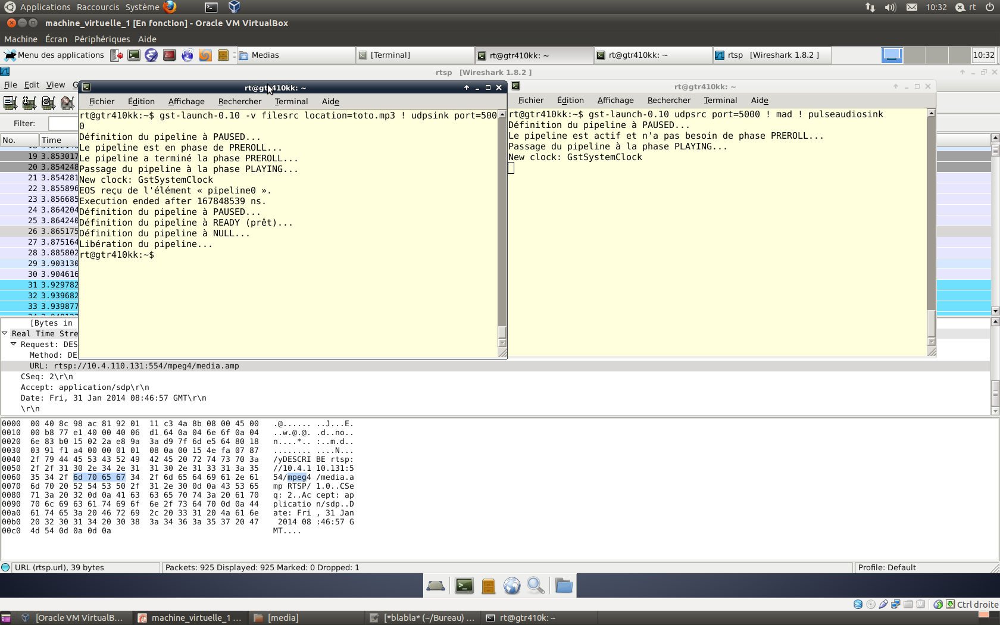 Applications Raccourcis Système 10:32 rt
machine_virtuelle_1 [En fonction] - Oracle VM VirtualBox
Machine Écran Périphériques Aide
Menu des applications Medias [Terminal] rt@gtr410kk: ~ rt@gtr410kk: ~ rtsp [Wireshark 1.8.2 ] 10:32
rtsp [Wireshark 1.8.2 ]
File Edit View G
rt@gtr410kk: ~
Fichier Édition Affichage Rechercher Terminal Aide
rt@gtr410kk:~$ gst-launch-0.10 -v filesrc location=toto.mp3 ! udpsink port=500
0
Définition du pipeline à PAUSED...
Le pipeline est en phase de PREROLL...
Le pipeline a terminé la phase PREROLL...
Passage du pipeline à la phase PLAYING...
New clock: GstSystemClock
EOS reçu de l'élément « pipeline0 ».
Execution ended after 167848539 ns.
Définition du pipeline à PAUSED...
Définition du pipeline à READY (prêt)...
Définition du pipeline à NULL...
Libération du pipeline...
rt@gtr410kk:~$
rt@gtr410kk: ~
Fichier Édition Affichage Rechercher Terminal Aide
rt@gtr410kk:~$ gst-launch-0.10 udpsrc port=5000 ! mad ! pulseaudiosink
Définition du pipeline à PAUSED...
Le pipeline est actif et n'a pas besoin de phase PREROLL...
Passage du pipeline à la phase PLAYING...
New clock: GstSystemClock
Filter:
No. Time
19 3.853017
20 3.854248
21 3.854281
22 3.855896
23 3.856685
24 3.864204
25 3.864240
26 3.865175
27 3.875164
28 3.885802
29 3.903130
30 3.904616
31 3.929782
32 3.939682
33 3.939877
[Bytes in
Real Time Stre
Request: DES
Method: DE
URL: rtsp://10.4.110.131:554/mpeg4/media.amp
CSeq: 2\r\n
Accept: application/sdp\r\n
Date: Fri, 31 Jan 2014 08:46:57 GMT\r\n
\r\n
0000 00 40 8c 98 ac 81 92 01 11 c3 4a 8b 08 00 45 00 .@...... ..J...E.
0010 00 b8 77 e1 40 00 40 06 d1 64 0a 04 6e 6f 0a 04 ..w.@.@. .d..no..
0020 6e 83 b0 15 02 2a e8 9a 3a d9 7f 6d e5 64 80 18 n....*.. :..m.d..
0030 03 91 f1 a4 00 00 01 01 08 0a 00 15 4e fa 07 87 ........ ....N...
0040 2f 79 44 45 53 43 52 49 42 45 20 72 74 73 70 3a /yDESCRI BE rtsp:
0050 2f 2f 31 30 2e 34 2e 31 31 30 2e 31 33 31 3a 35 //10.4.1 10.131:5
0060 35 34 2f 6d 70 65 67 34 2f 6d 65 64 69 61 2e 61 54/mpeg4 /media.a
0070 6d 70 20 52 54 53 50 2f 31 2e 30 0d 0a 43 53 65 mp RTSP/ 1.0..CSe
0080 71 3a 20 32 0d 0a 41 63 63 65 70 74 3a 20 61 70 q: 2..Ac cept: ap
0090 70 6c 69 63 61 74 69 6f 6e 2f 73 64 70 0d 0a 44 plicatio n/sdp..D
00a0 61 74 65 3a 20 46 72 69 2c 20 33 31 20 4a 61 6e ate: Fri , 31 Jan
00b0 20 32 30 31 34 20 30 38 3a 34 36 3a 35 37 20 47 2014 08 :46:57 G
00c0 4d 54 0d 0a 0d 0a MT....
URL (rtsp.url), 39 bytes Packets: 925 Displayed: 925 Marked: 0 Dropped: 1 Profile: Default
Ctrl droite
[Oracle VM VirtualB... machine_virtuelle_1 ... [media] [*blabla* (~/Bureau) ... rt@gtr410k: ~